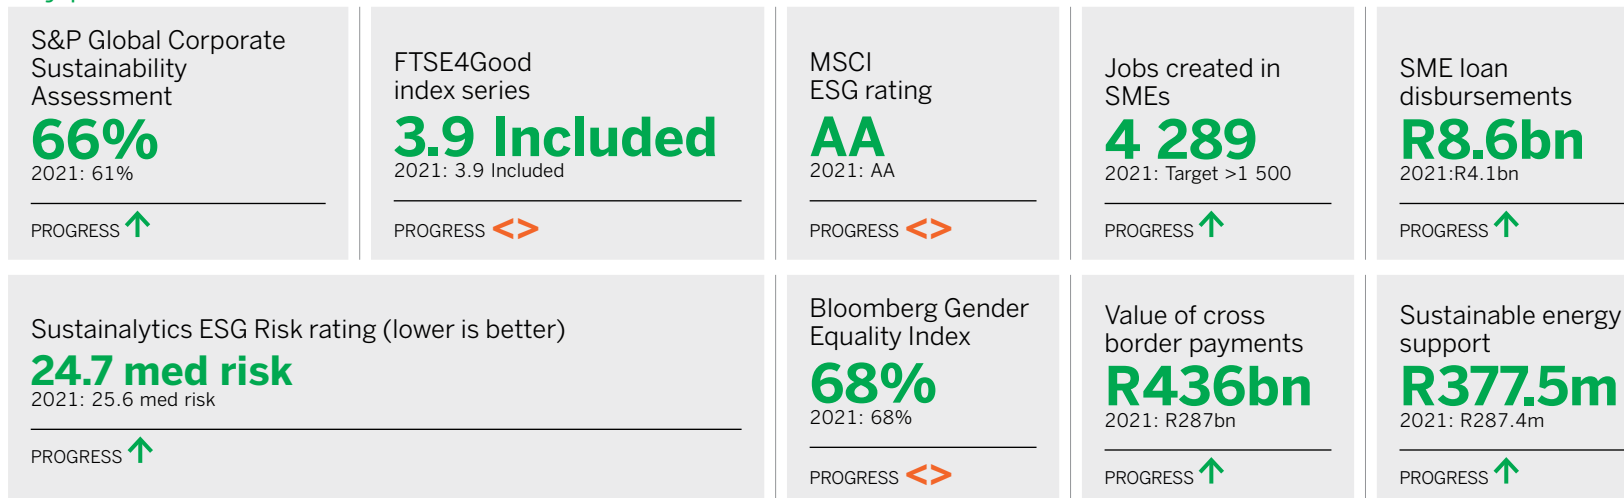 S&P Global Corporate
Sustainability
Assessment
66%
2021: 61%
PROGRESS
FTSE4Good
index series
3.9 Included
2021: 3.9 Included
PROGRESS <>
MSCI
ESG rating
AA
2021: AA
PROGRESS <>
Jobs created in
SMEs
4 289
2021: Target >1 500
PROGRESS
SME loan
disbursements
R8.6bn
2021:R4.1bn
PROGRESS
Sustainalytics ESG Risk rating (lower is better)
24.7 med risk
2021: 25.6 med risk
PROGRESS
Bloomberg Gender
Equality Index
68%
2021: 68%
PROGRESS <>
Value of cross
border payments
R436bn
2021: R287bn
PROGRESS
Sustainable energy
support
R377.5m
2021: R287.4m
PROGRESS